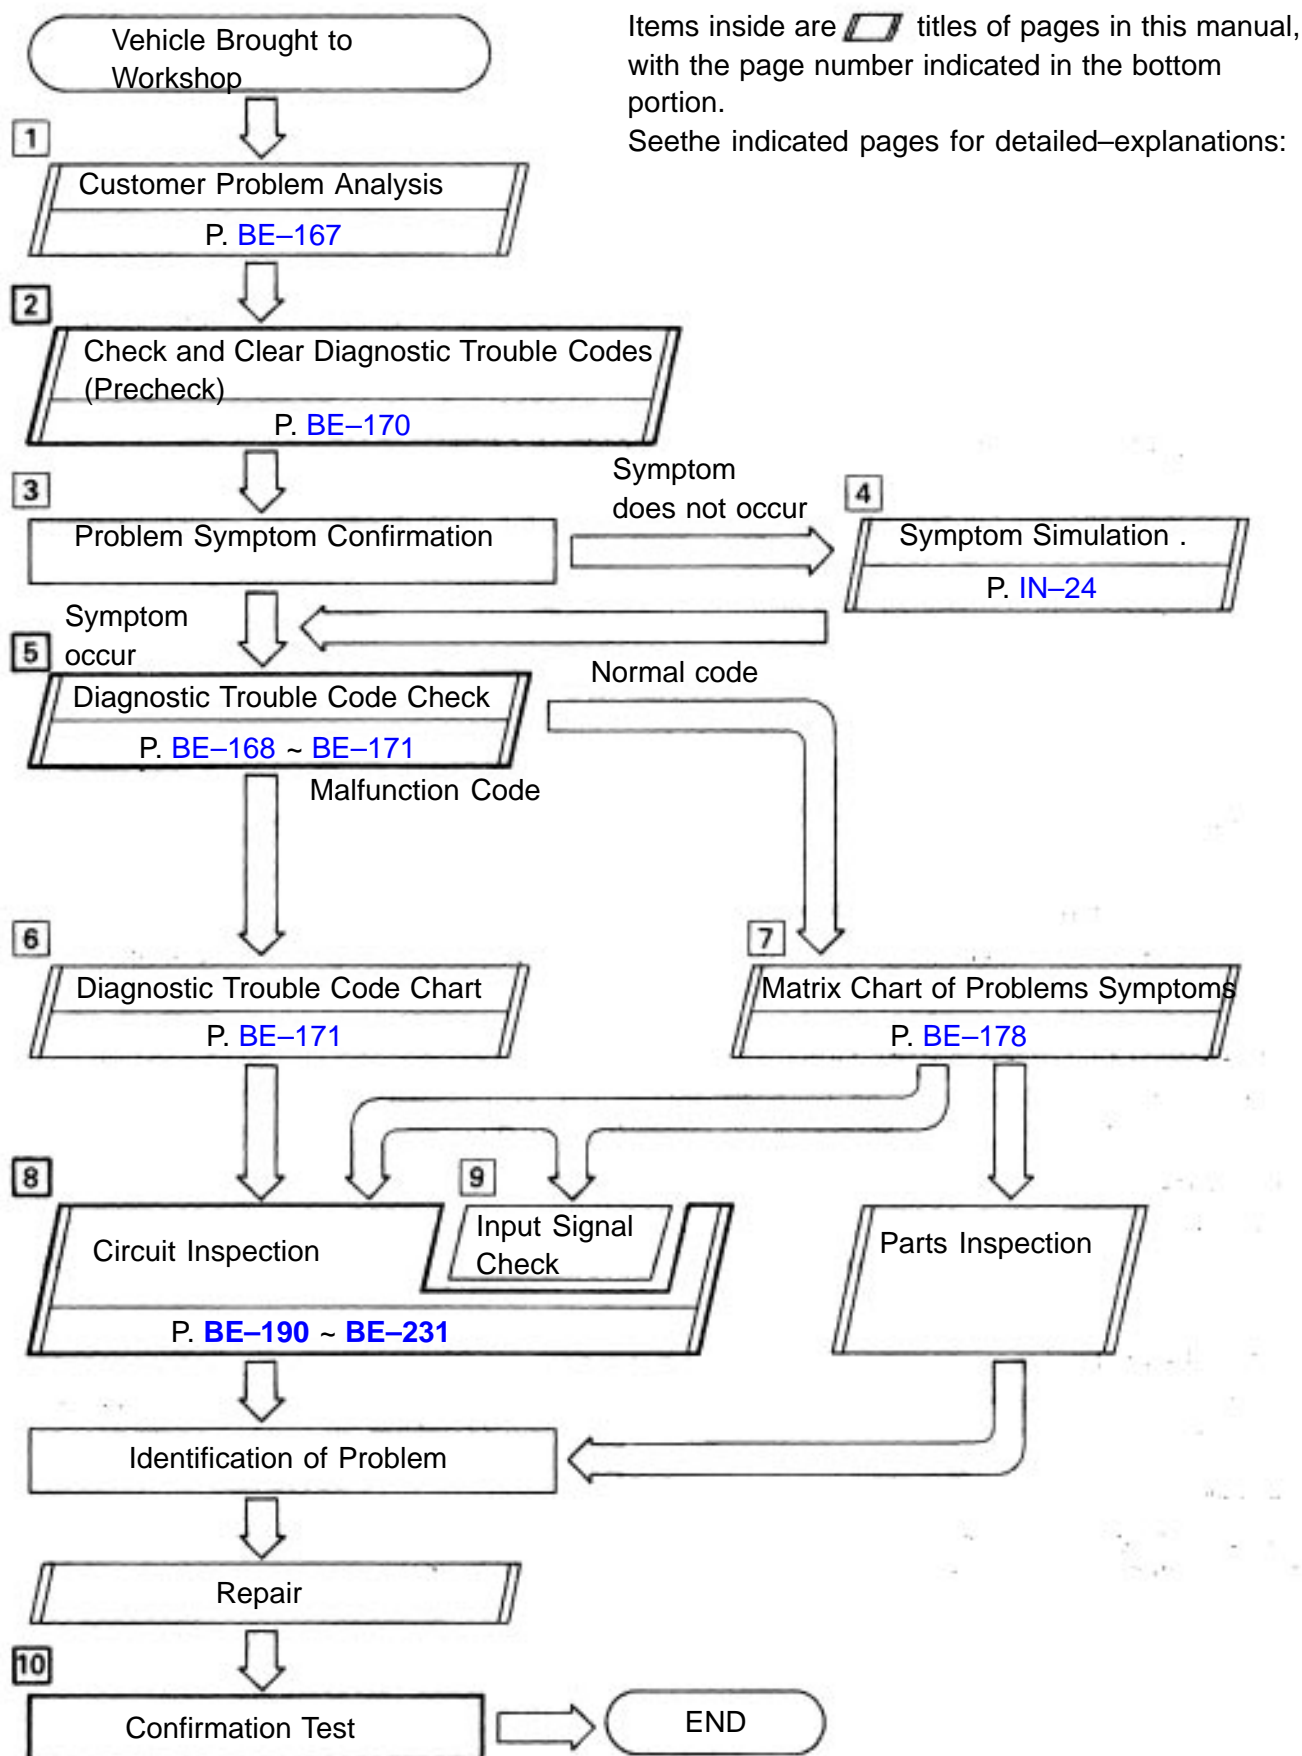 Vehicle Brought to
Workshop
Items inside are titles of pages in this manual,
with the page number indicated in the bottom
portion.
Seethe indicated pages for detailed–explanations:
1
Customer Problem Analysis
P. BE–167
2
Check and Clear Diagnostic Trouble Codes
(Precheck)
P. BE–170
3
Problem Symptom Confirmation
Symptom
does not occur
4
Symptom Simulation .
P. IN–24
Symptom
occur
5
Diagnostic Trouble Code Check
P. BE–168 ~ BE–171
Normal code
Malfunction Code
6
Diagnostic Trouble Code Chart
P. BE–171
7
Matrix Chart of Problems Symptoms
P. BE–178
8
Circuit Inspection
P. BE–190 ~ BE–231
9
Input Signal
Check
Parts Inspection
Identification of Problem
Repair
10
Confirmation Test
END